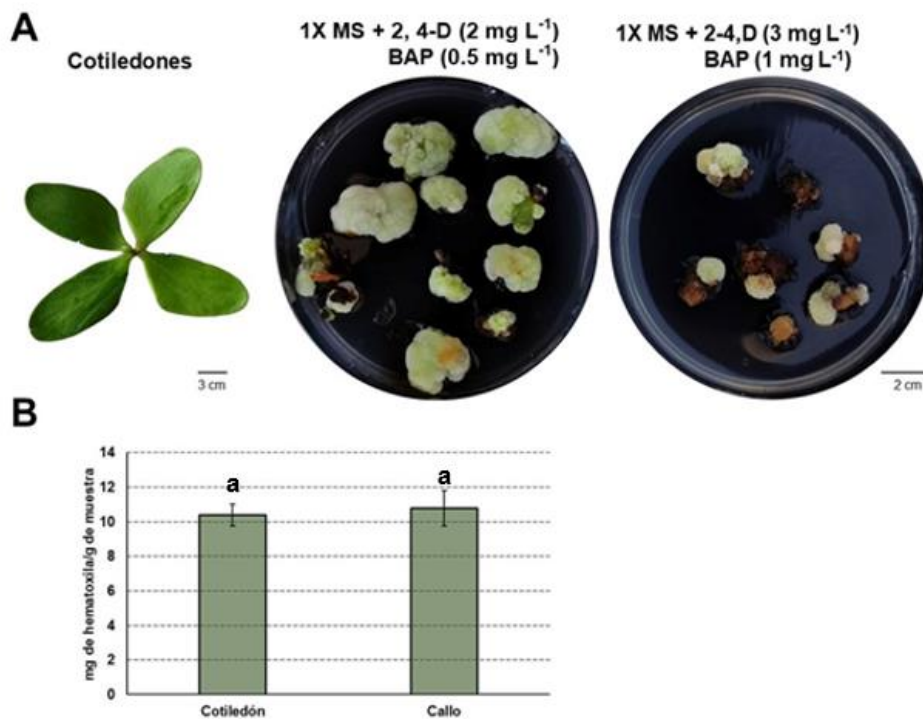 A
Cotiledones
1X MS + 2, 4-D (2 mg L⁻¹)
BAP (0.5 mg L⁻¹)
1X MS + 2-4,D (3 mg L⁻¹)
BAP (1 mg L⁻¹)
3 cm
2 cm
B
mg de hematoxila/g de muestra
14
12
10
8
6
4
2
0
a
a
Cotiledón
Callo